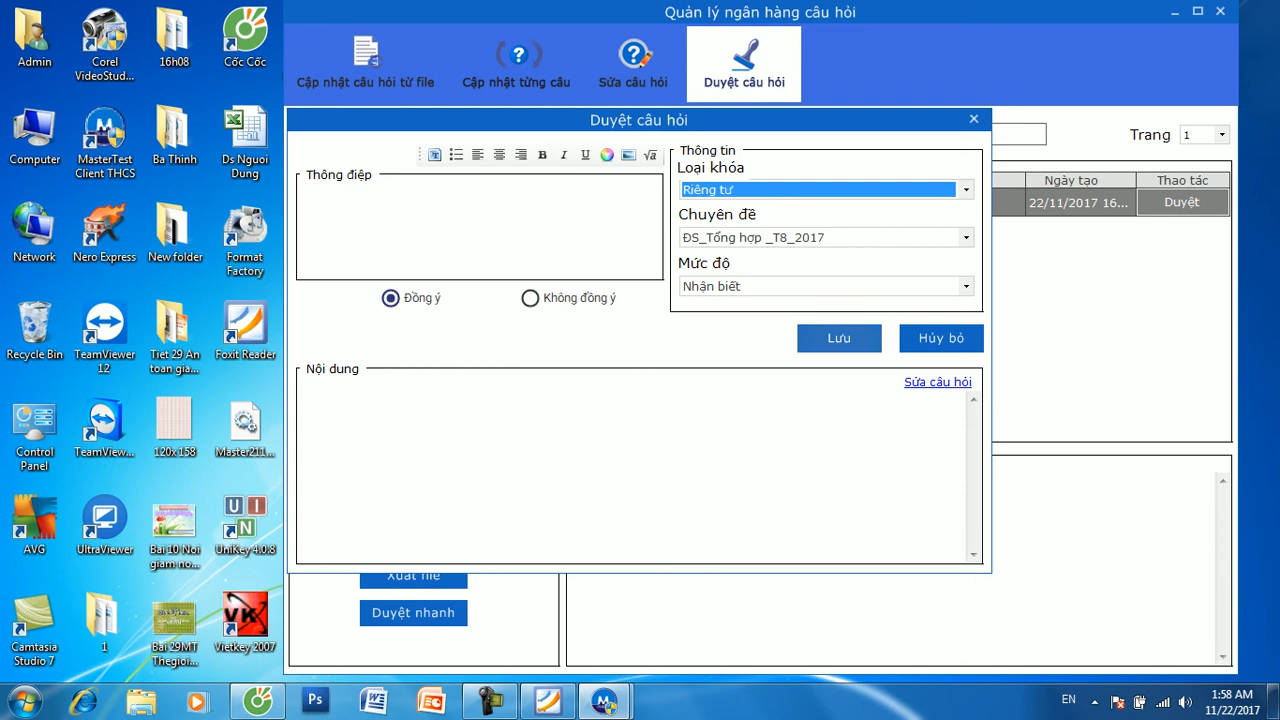 Quản lý ngân hàng câu hỏi
Cập nhật câu hỏi từ file
Cập nhật từng câu
Sửa câu hỏi
Duyệt câu hỏi
Trang
1
Ngày tạo
Thao tác
22/11/2017 16...
Duyệt
Duyệt câu hỏi
B
I
U
Thông điệp
Đồng ý
Không đồng ý
Thông tin
Loại khóa
Riêng tư
Chuyên đề
ĐS_Tổng hợp _T8_2017
Mức độ
Nhận biết
Lưu
Hủy bỏ
Nội dung
Sửa câu hỏi
Xuất file
Duyệt nhanh
Admin
Corel
VideoStud...
16h08
Cốc Cốc
Computer
MasterTest
Client THCS
Ba Thinh
Ds Nguoi
Dung
Network
Nero Express
New folder
Format
Factory
Recycle Bin
TeamViewer
12
Tiet 29 An
toan gia...
Foxit Reader
Control
Panel
TeamView...
120x158
Master211...
AVG
UltraViewer
Bai 10 Noi
giam no...
UniKey 4.0.8
Camtasia
Studio 7
1
Bai 29MT
Thegioi...
Vietkey 2007
U
I
N
VK
Ps
EN
1:58 AM
11/22/2017